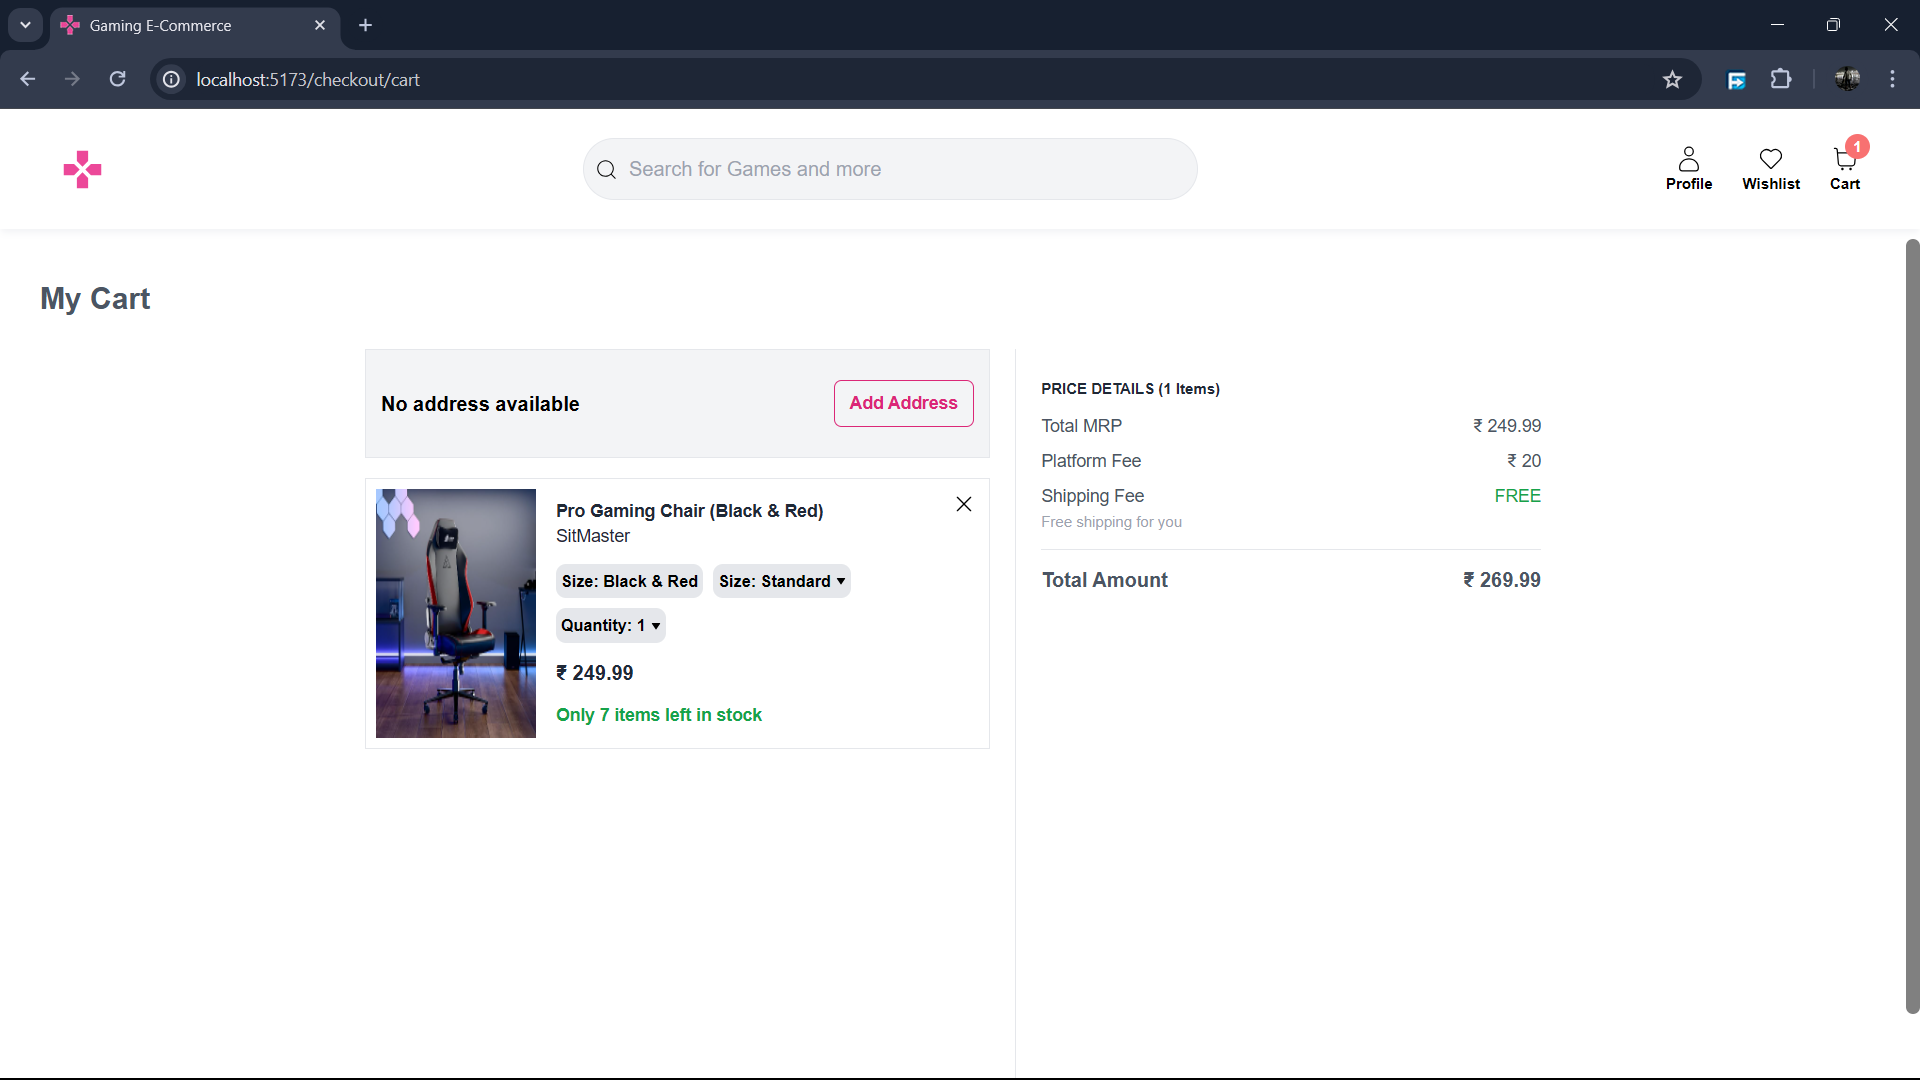 Gaming E-Commerce
localhost:5173/checkout/cart
Search for Games and more
Profile
Wishlist
1
Cart
My Cart
No address available
Add Address
Pro Gaming Chair (Black & Red)
SitMaster
Size: Black & Red
Size: Standard ▾
Quantity: 1 ▾
₹ 249.99
Only 7 items left in stock
PRICE DETAILS (1 Items)
Total MRP ₹ 249.99
Platform Fee ₹ 20
Shipping Fee FREE
Free shipping for you
Total Amount ₹ 269.99